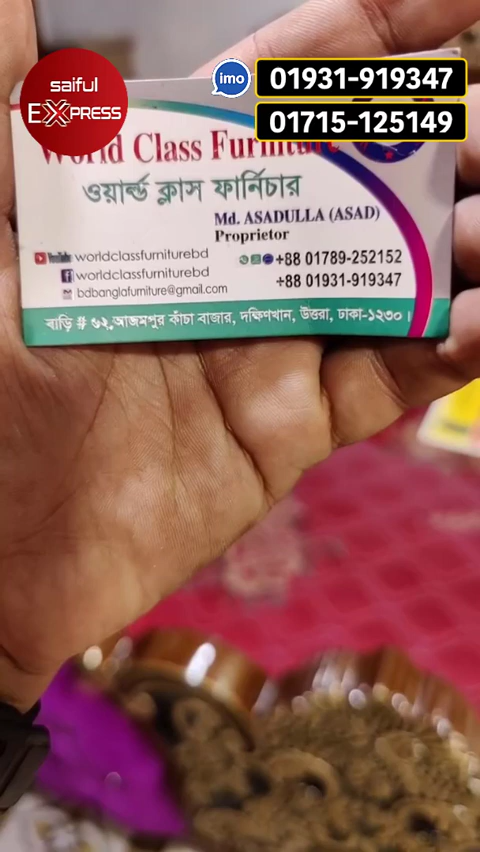 saiful
EXPRESS
imo
01931-919347
01715-125149
World Class Furniture
ওয়ার্ল্ড ক্লাস ফার্নিচার
Md. ASADULLA (ASAD)
Proprietor
YouTube worldclassfurniturebd
+88 01789-252152
f worldclassfurniturebd
+88 01931-919347
bdbanglafurniture@gmail.com
বাড়ি # ৬২, আজমপুর কাঁচা বাজার, দক্ষিণখান, উত্তরা, ঢাকা-১২৩০।